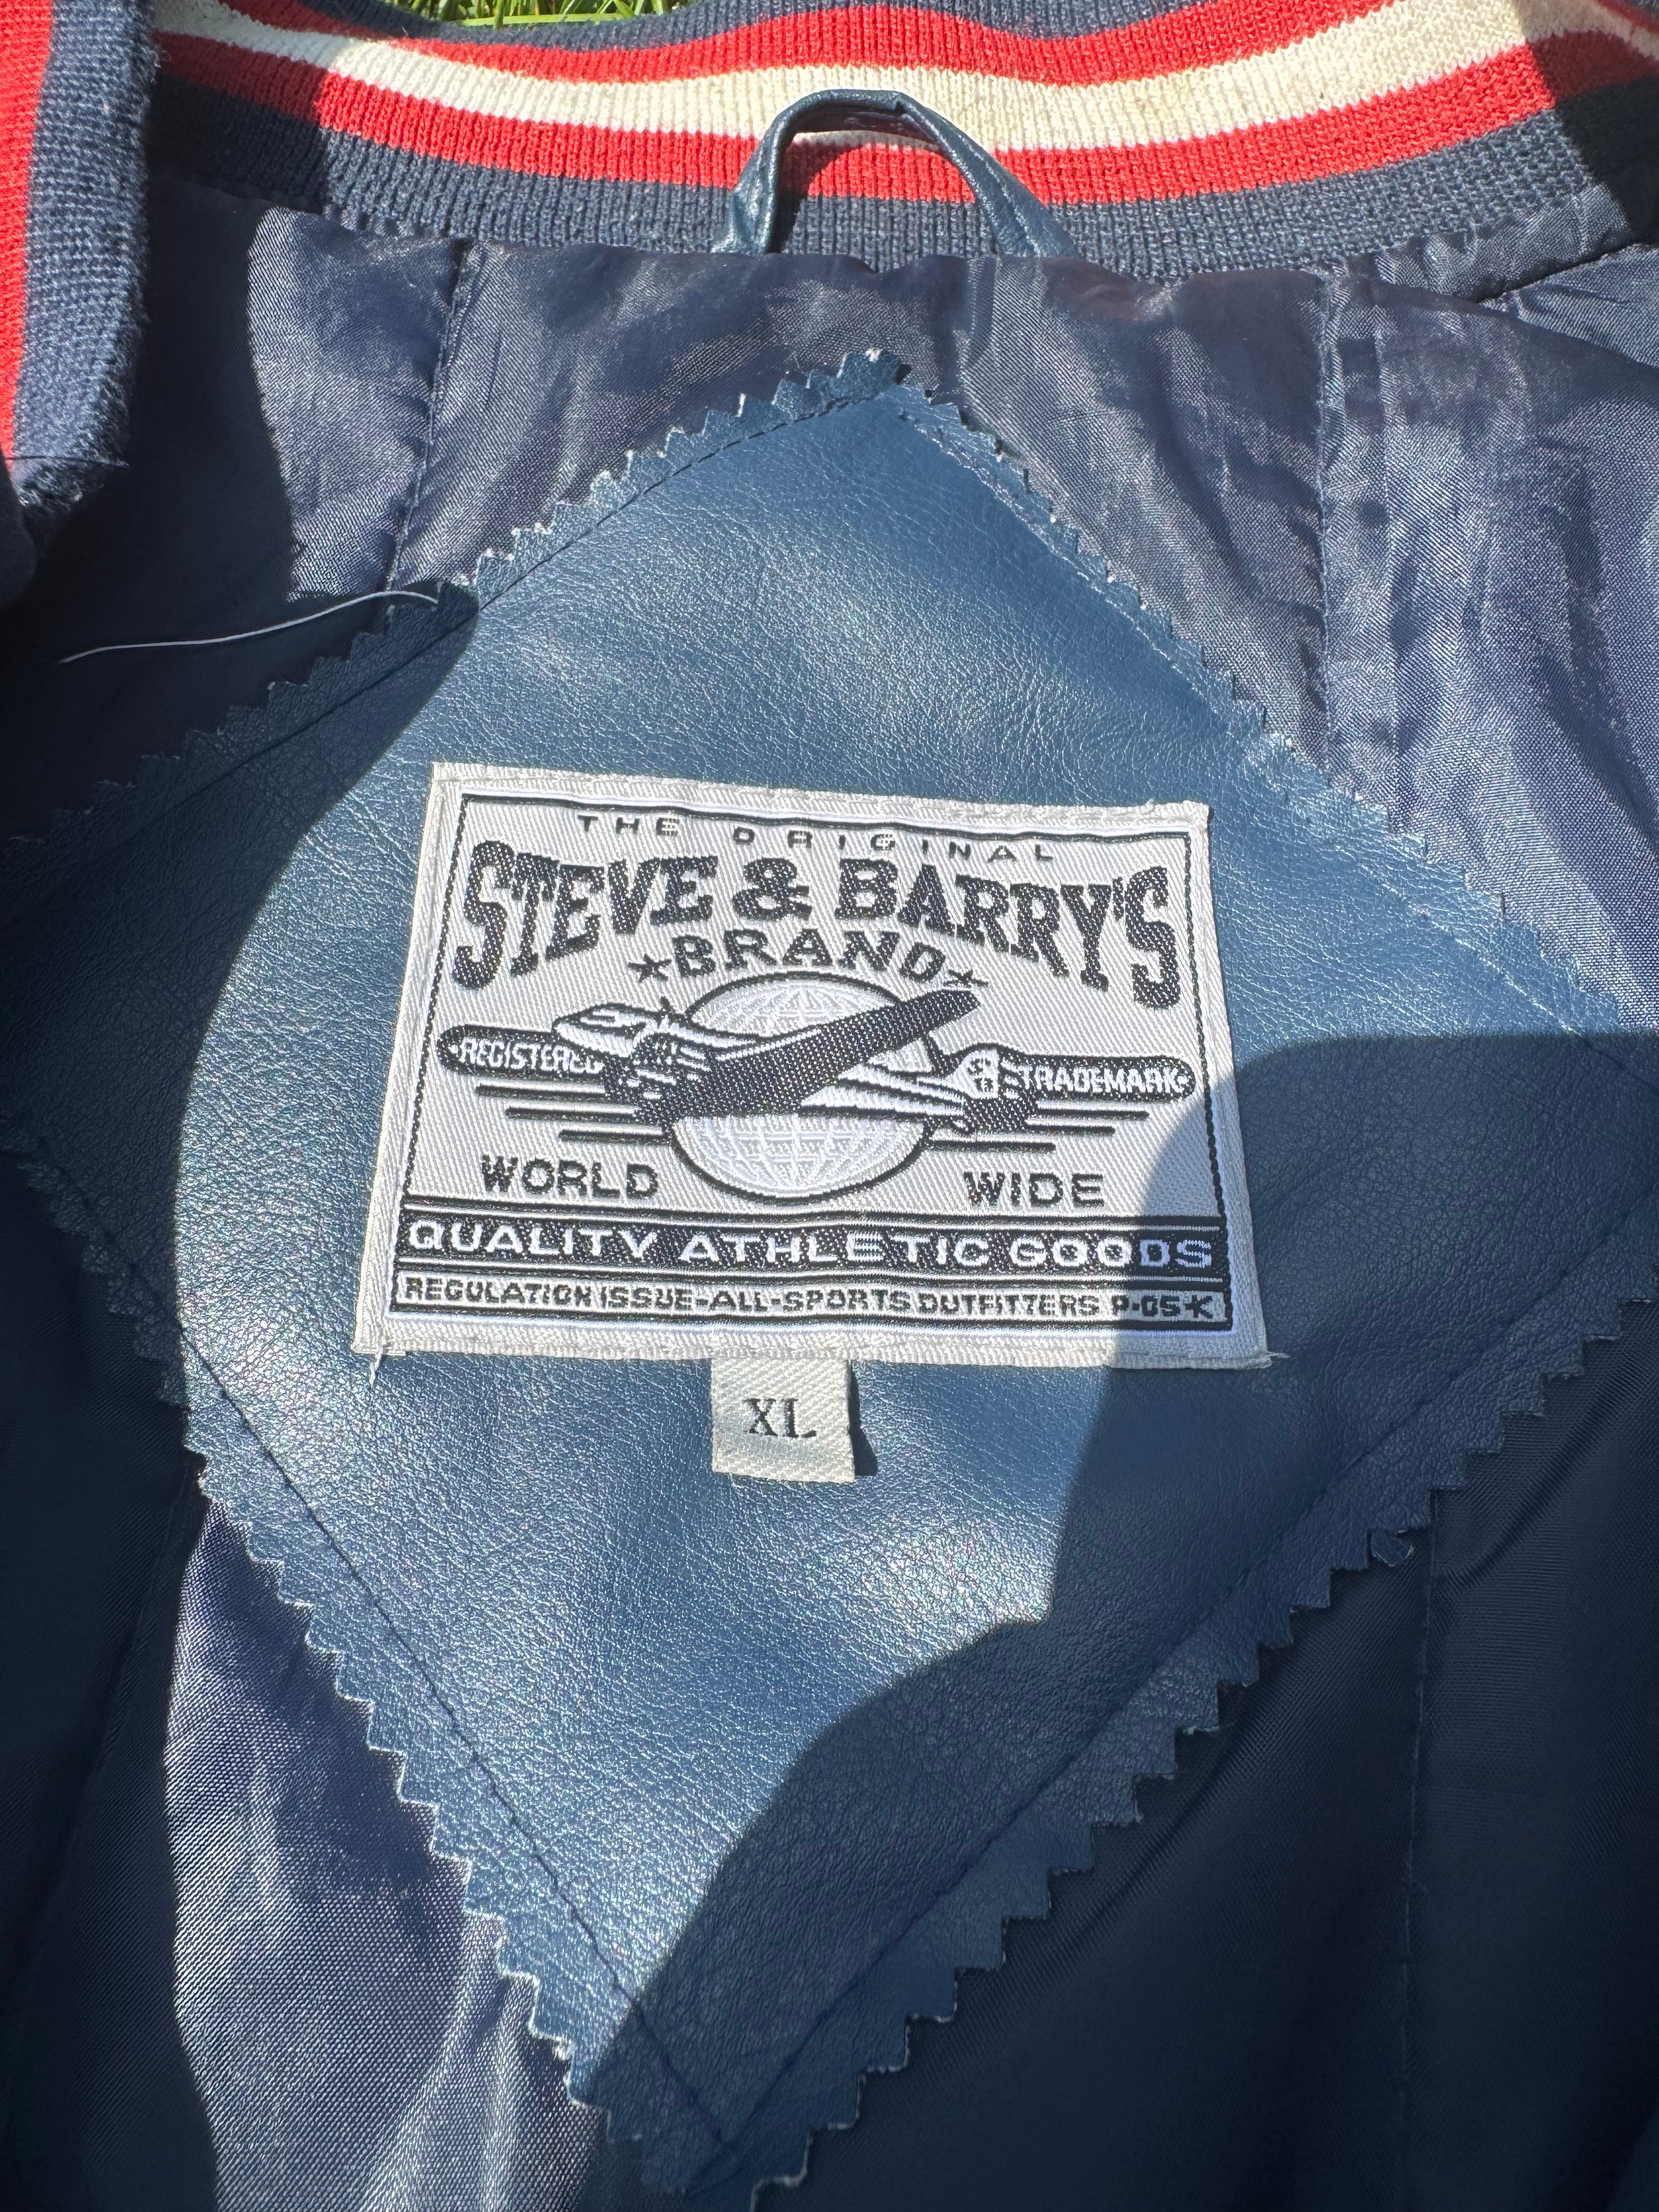 THE ORIGINAL
STEVE & BARRY'S
★BRAND★
REGISTERED
SB
TRADEMARK
WORLD WIDE
QUALITY ATHLETIC GOODS
REGULATION ISSUE-ALL-SPORTS OUTFITTERS P-05-K
XL